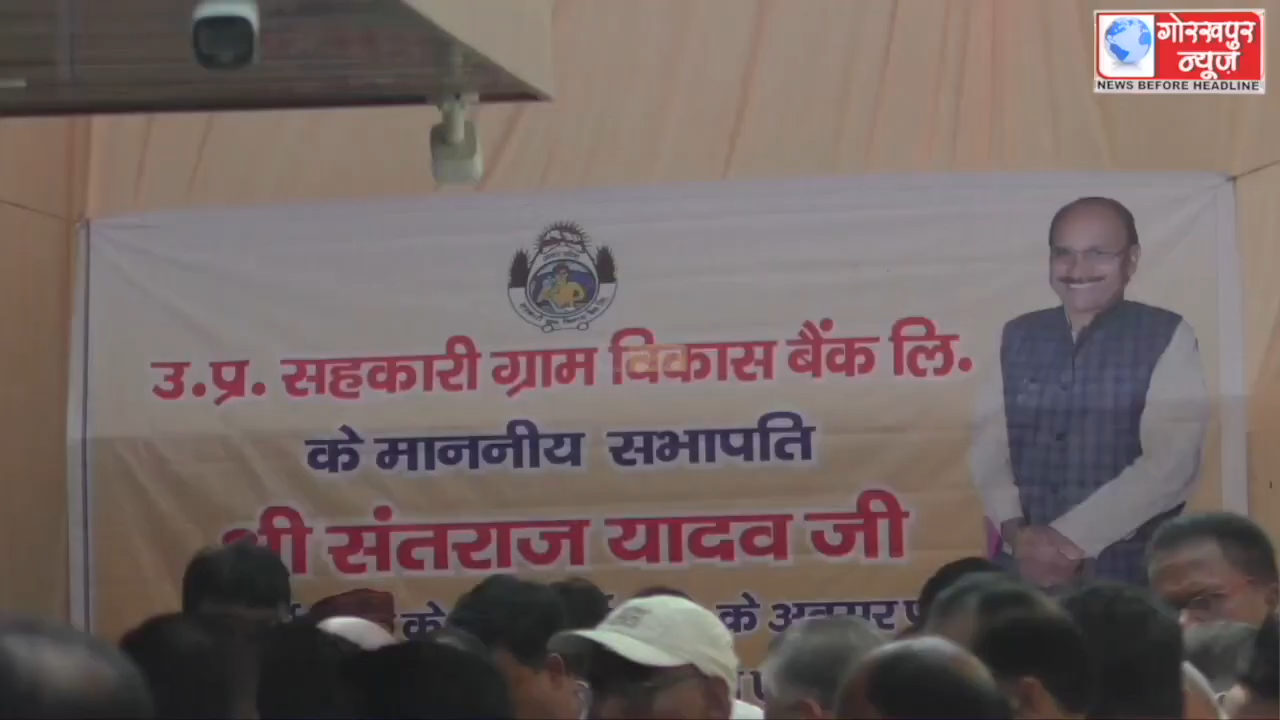 गोरखपुर
न्यूज़
NEWS BEFORE HEADLINE
उ.प्र. सहकारी ग्राम विकास बैंक लि.
के माननीय सभापति
श्री संतराज यादव जी
के के अवसर